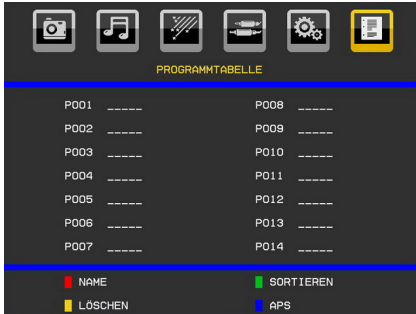 PROGRAMMTABELLE
P001 _____ P008 _____
P002 _____ P009 _____
P003 _____ P010 _____
P004 _____ P011 _____
P005 _____ P012 _____
P006 _____ P013 _____
P007 _____ P014 _____
NAME SORTIEREN
LÖSCHEN APS